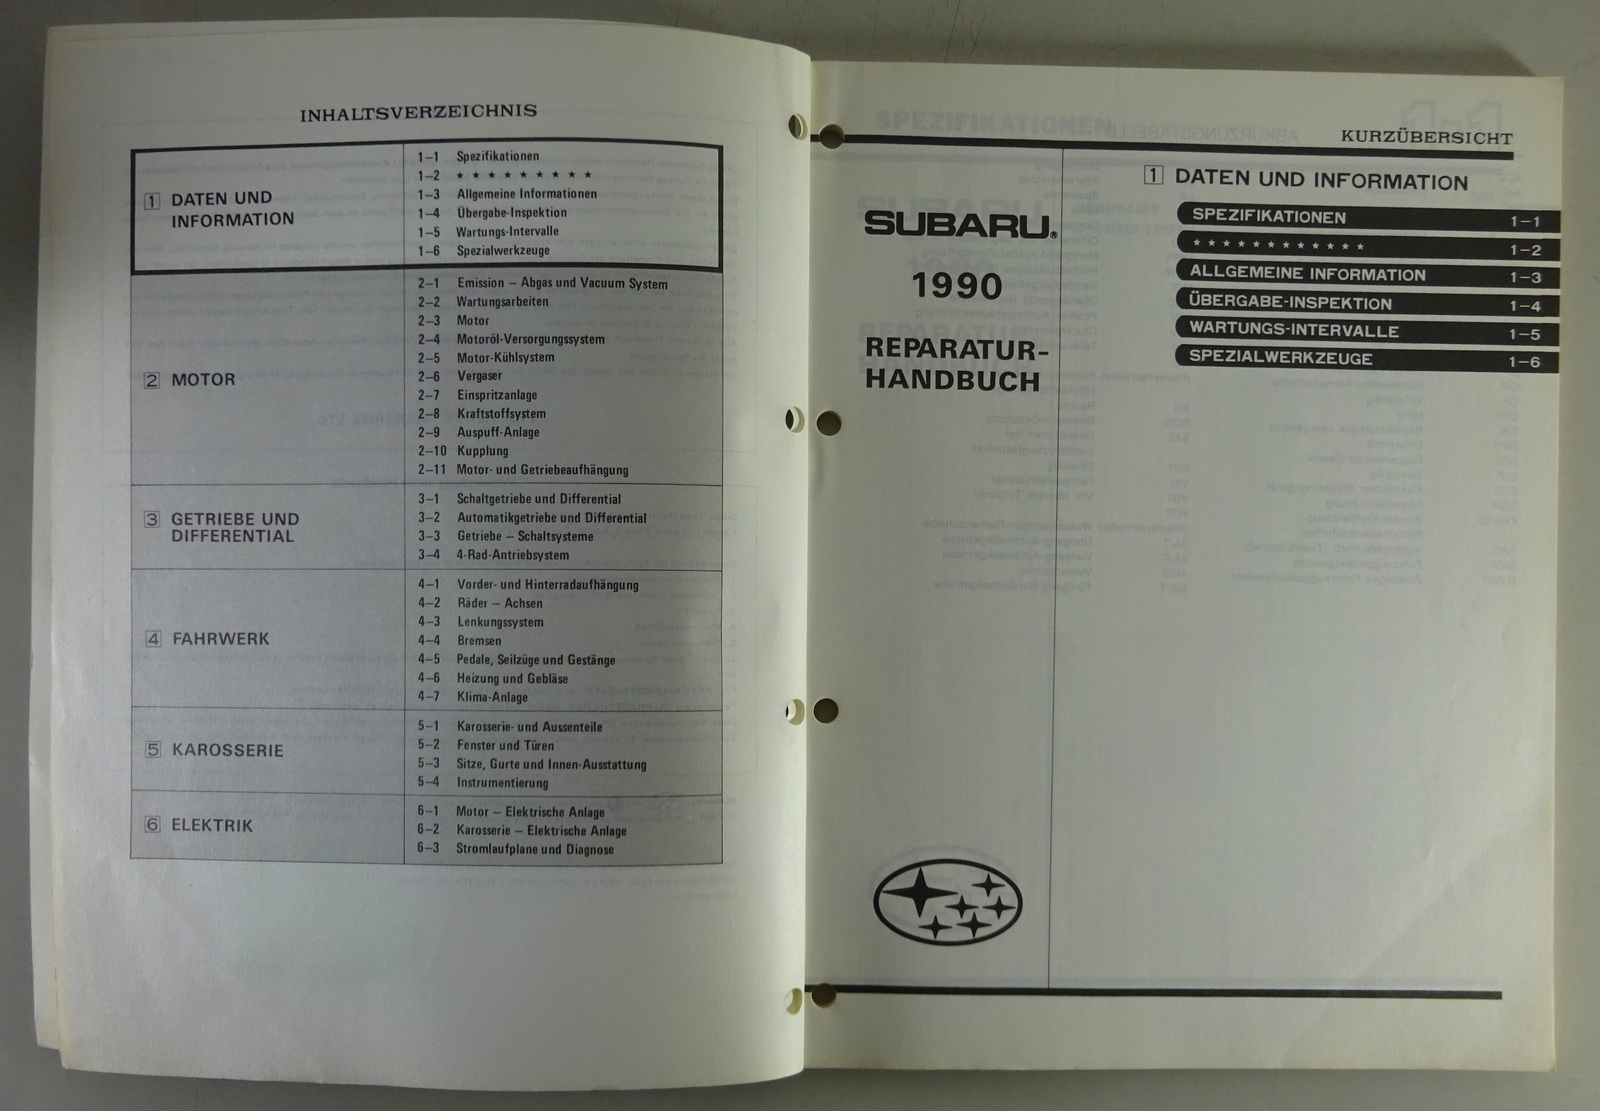 INHALTSVERZEICHNIS
1 DATEN UND
INFORMATION
1–1 Spezifikationen
1–2 * * * * * * * * *
1–3 Allgemeine Informationen
1–4 Übergabe-Inspektion
1–5 Wartungs-Intervalle
1–6 Spezialwerkzeuge
2 MOTOR
2–1 Emission – Abgas und Vacuum System
2–2 Wartungsarbeiten
2–3 Motor
2–4 Motoröl-Versorgungssystem
2–5 Motor-Kühlsystem
2–6 Vergaser
2–7 Einspritzanlage
2–8 Kraftstoffsystem
2–9 Auspuff-Anlage
2–10 Kupplung
2–11 Motor- und Getriebeaufhängung
3 GETRIEBE UND
DIFFERENTIAL
3–1 Schaltgetriebe und Differential
3–2 Automatikgetriebe und Differential
3–3 Getriebe – Schaltsysteme
3–4 4-Rad-Antriebsystem
4 FAHRWERK
4–1 Vorder- und Hinterradaufhängung
4–2 Räder – Achsen
4–3 Lenkungssystem
4–4 Bremsen
4–5 Pedale, Seilzüge und Gestänge
4–6 Heizung und Gebläse
4–7 Klima-Anlage
5 KAROSSERIE
5–1 Karosserie- und Aussenteile
5–2 Fenster und Türen
5–3 Sitze, Gurte und Innen-Ausstattung
5–4 Instrumentierung
6 ELEKTRIK
6–1 Motor – Elektrische Anlage
6–2 Karosserie – Elektrische Anlage
6–3 Stromlaufplane und Diagnose
KURZÜBERSICHT
SUBARU®
1990
REPARATUR-
HANDBUCH
1 DATEN UND INFORMATION
SPEZIFIKATIONEN 1–1
* * * * * * * * * * * * 1–2
ALLGEMEINE INFORMATION 1–3
ÜBERGABE-INSPEKTION 1–4
WARTUNGS-INTERVALLE 1–5
SPEZIALWERKZEUGE 1–6